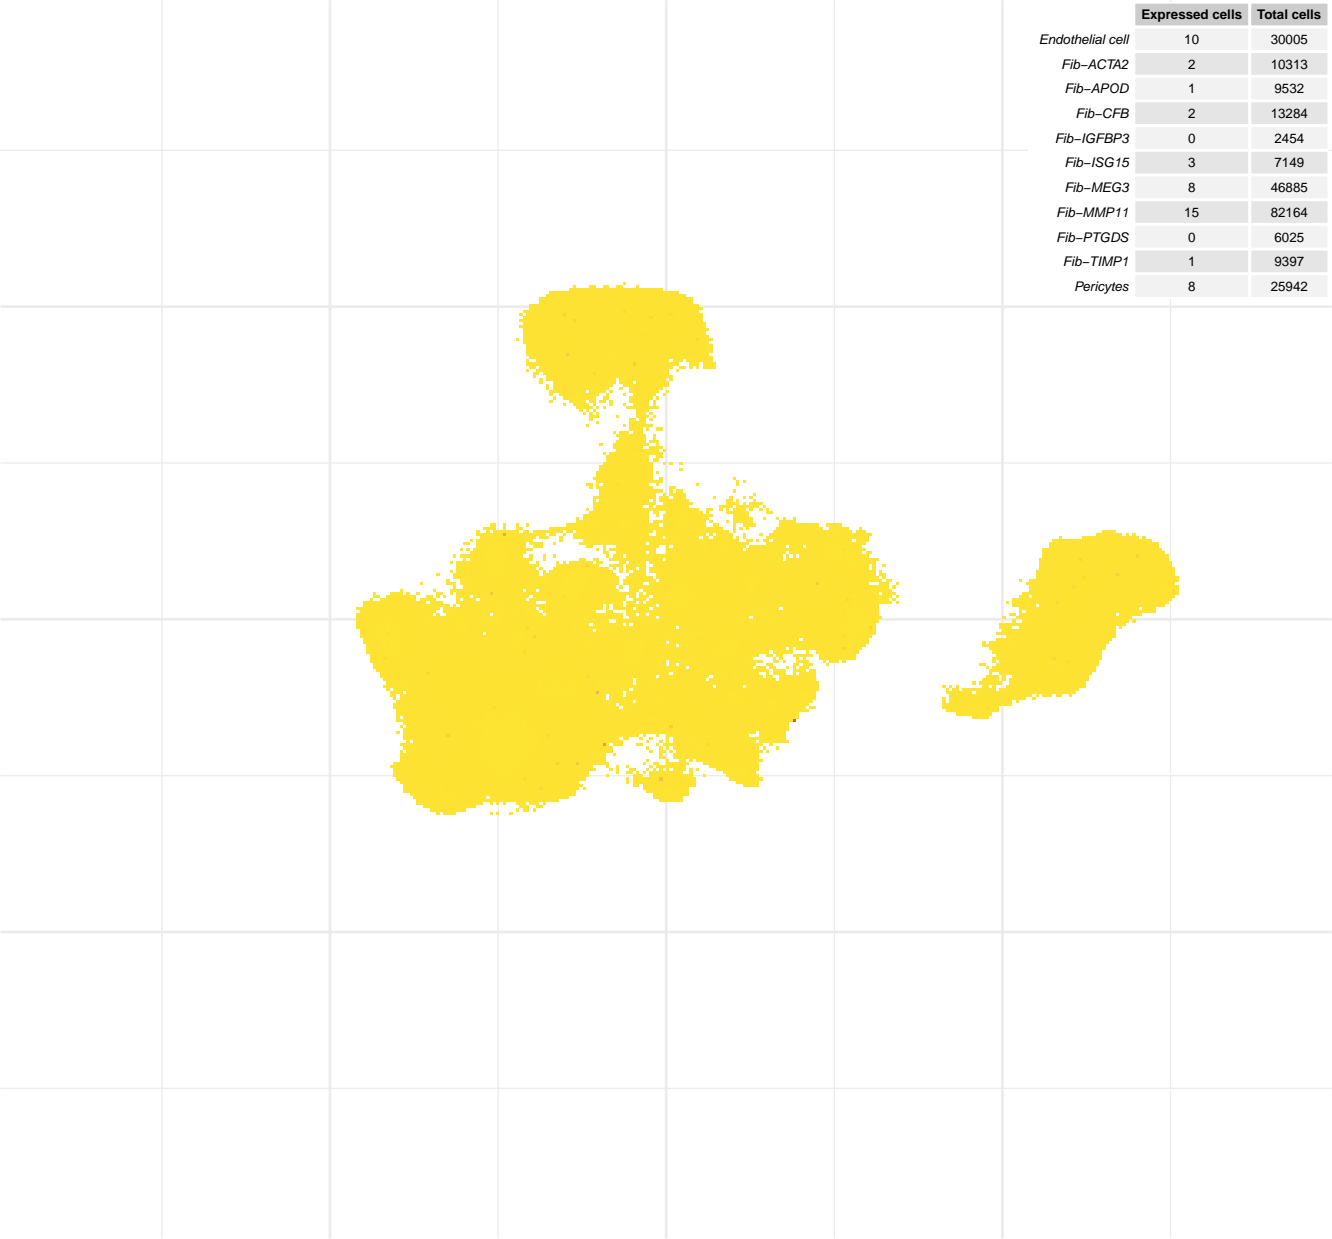 Expressed cells Total cells
Endothelial cell 10 30005
Fib−ACTA2 2 10313
Fib−APOD 1 9532
Fib−CFB 2 13284
Fib−IGFBP3 0 2454
Fib−ISG15 3 7149
Fib−MEG3 8 46885
Fib−MMP11 15 82164
Fib−PTGDS 0 6025
Fib−TIMP1 1 9397
Pericytes 8 25942